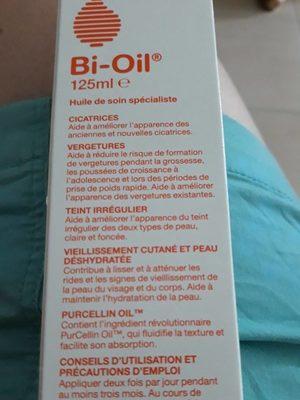 Bi-Oil®
125ml ℮
Huile de soin spécialiste
CICATRICES
Aide à améliorer l'apparence des
anciennes et nouvelles cicatrices.
VERGETURES
Aide à réduire le risque de formation
de vergetures pendant la grossesse,
les poussées de croissance à
l'adolescence et lors des périodes de
prise de poids rapide. Aide à améliorer
l'apparence des vergetures existantes.
TEINT IRRÉGULIER
Aide à améliorer l'apparence du teint
irrégulier des deux types de peau,
claire et foncée.
VIEILLISSEMENT CUTANÉ ET PEAU
DÉSHYDRATÉE
Contribue à lisser et à atténuer les
rides et les signes de vieillissement de
la peau du visage et du corps. Aide à
maintenir l'hydratation de la peau.
PURCELLIN OIL™
Contient l'ingrédient révolutionnaire
PurCellin Oil™, qui fluidifie la texture et
facilite son absorption.
CONSEILS D'UTILISATION ET
PRÉCAUTIONS D'EMPLOI
Appliquer deux fois par jour pendant
au moins trois mois. Au cours de